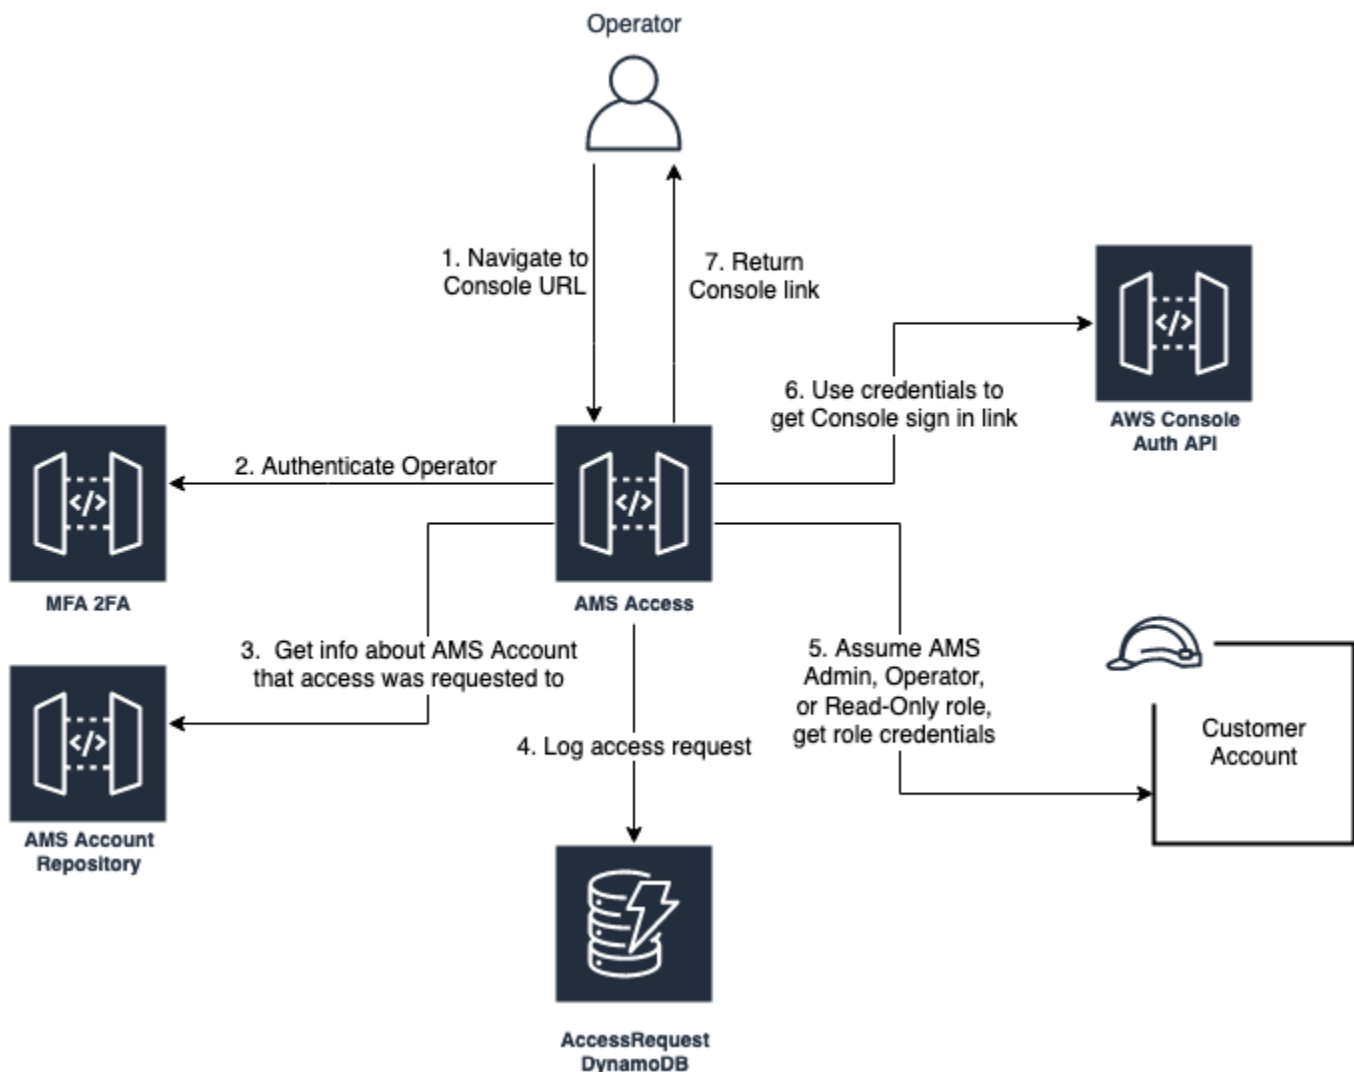 Operator
1. Navigate to
Console URL
7. Return
Console link
6. Use credentials to
get Console sign in link
AWS Console
Auth API
2. Authenticate Operator
</>
</>
</>
MFA 2FA
AMS Access
3.  Get info about AMS Account
that access was requested to
5. Assume AMS
Admin, Operator,
or Read-Only role,
get role credentials
Customer
Account
</>
4. Log access request
AMS Account
Repository
AccessRequest
DynamoDB